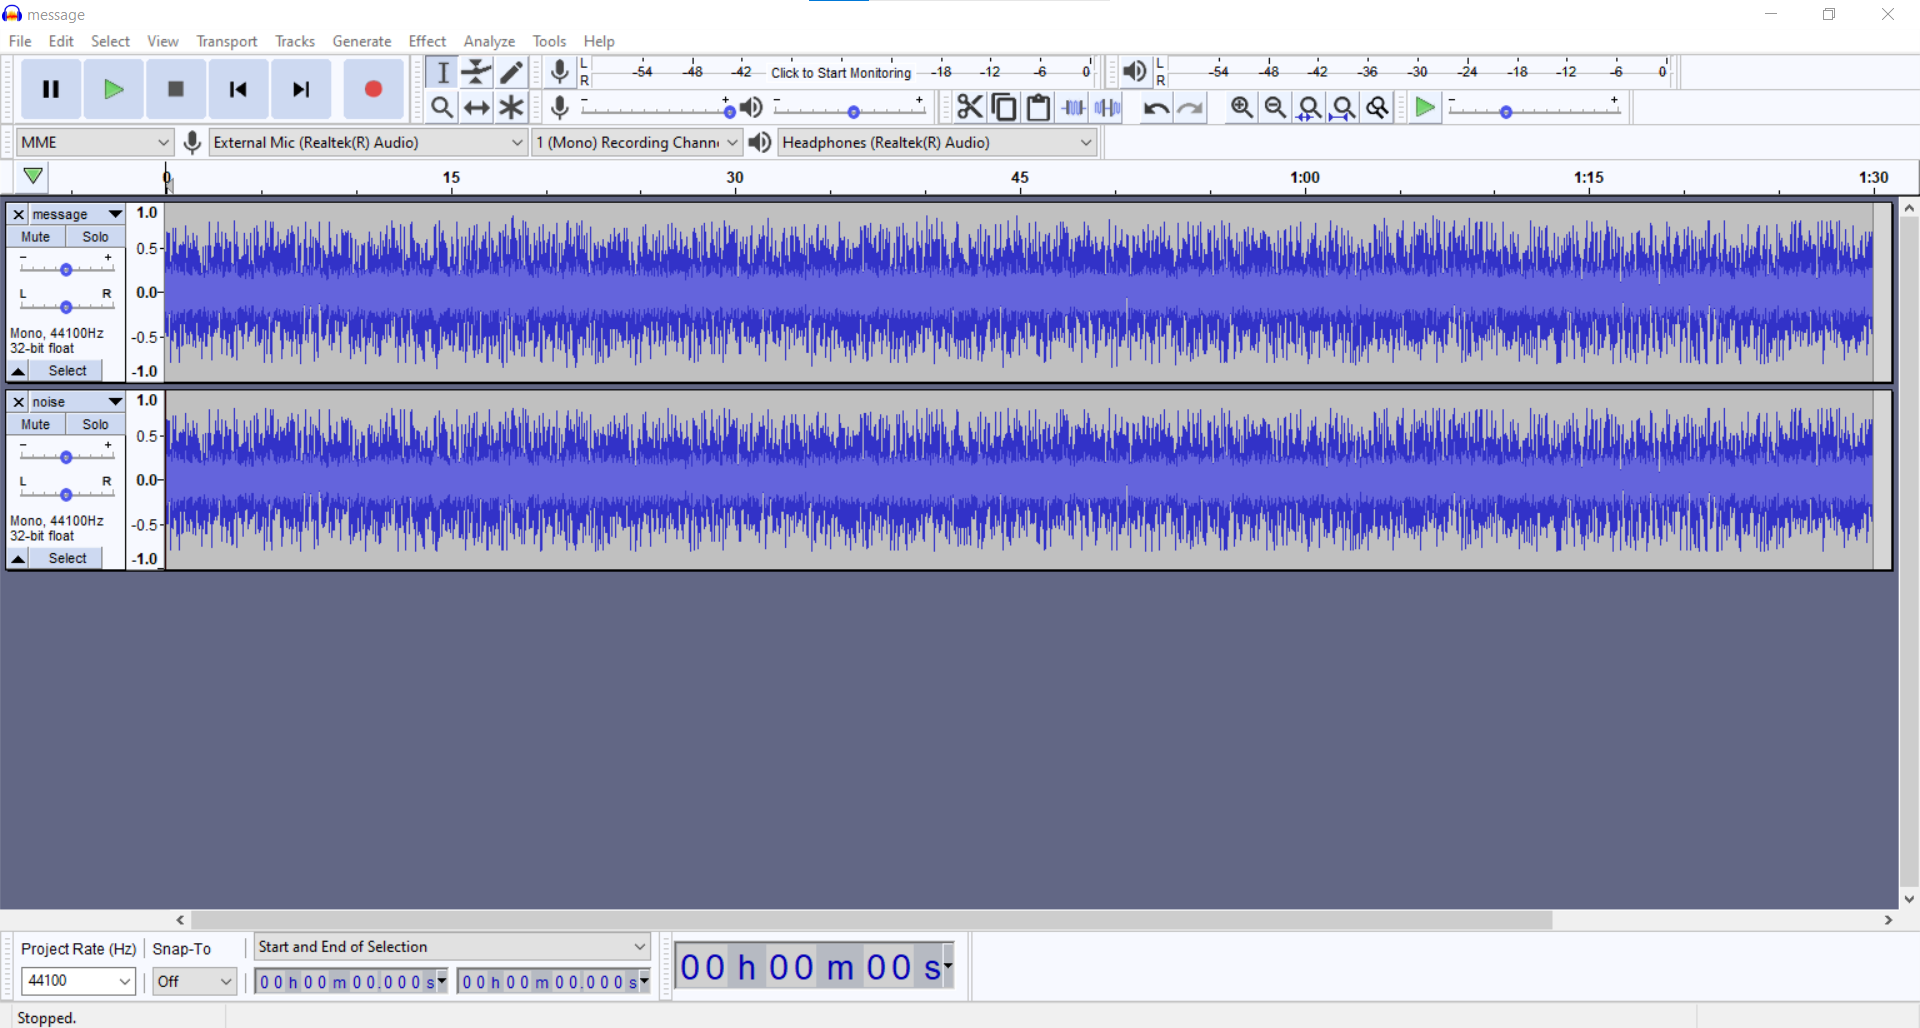 message
File Edit Select View Transport Tracks Generate Effect Analyze Tools Help
L R -54 -48 -42 Click to Start Monitoring -18 -12 -6 0 L R -54 -48 -42 -36 -30 -24 -18 -12 -6 0
- + - + - +
MME External Mic (Realtek(R) Audio) 1 (Mono) Recording Chann Headphones (Realtek(R) Audio)
0 15 30 45 1:00 1:15 1:30
message 1.0
Mute Solo 0.5
- +
L R 0.0
Mono, 44100Hz -0.5
32-bit float
Select -1.0
noise 1.0
Mute Solo 0.5
- +
L R 0.0
Mono, 44100Hz -0.5
32-bit float
Select -1.0
Project Rate (Hz) Snap-To Start and End of Selection
44100 Off 00 h 00 m 00.000 s 00 h 00 m 00.000 s 00 h 00 m 00 s
Stopped.